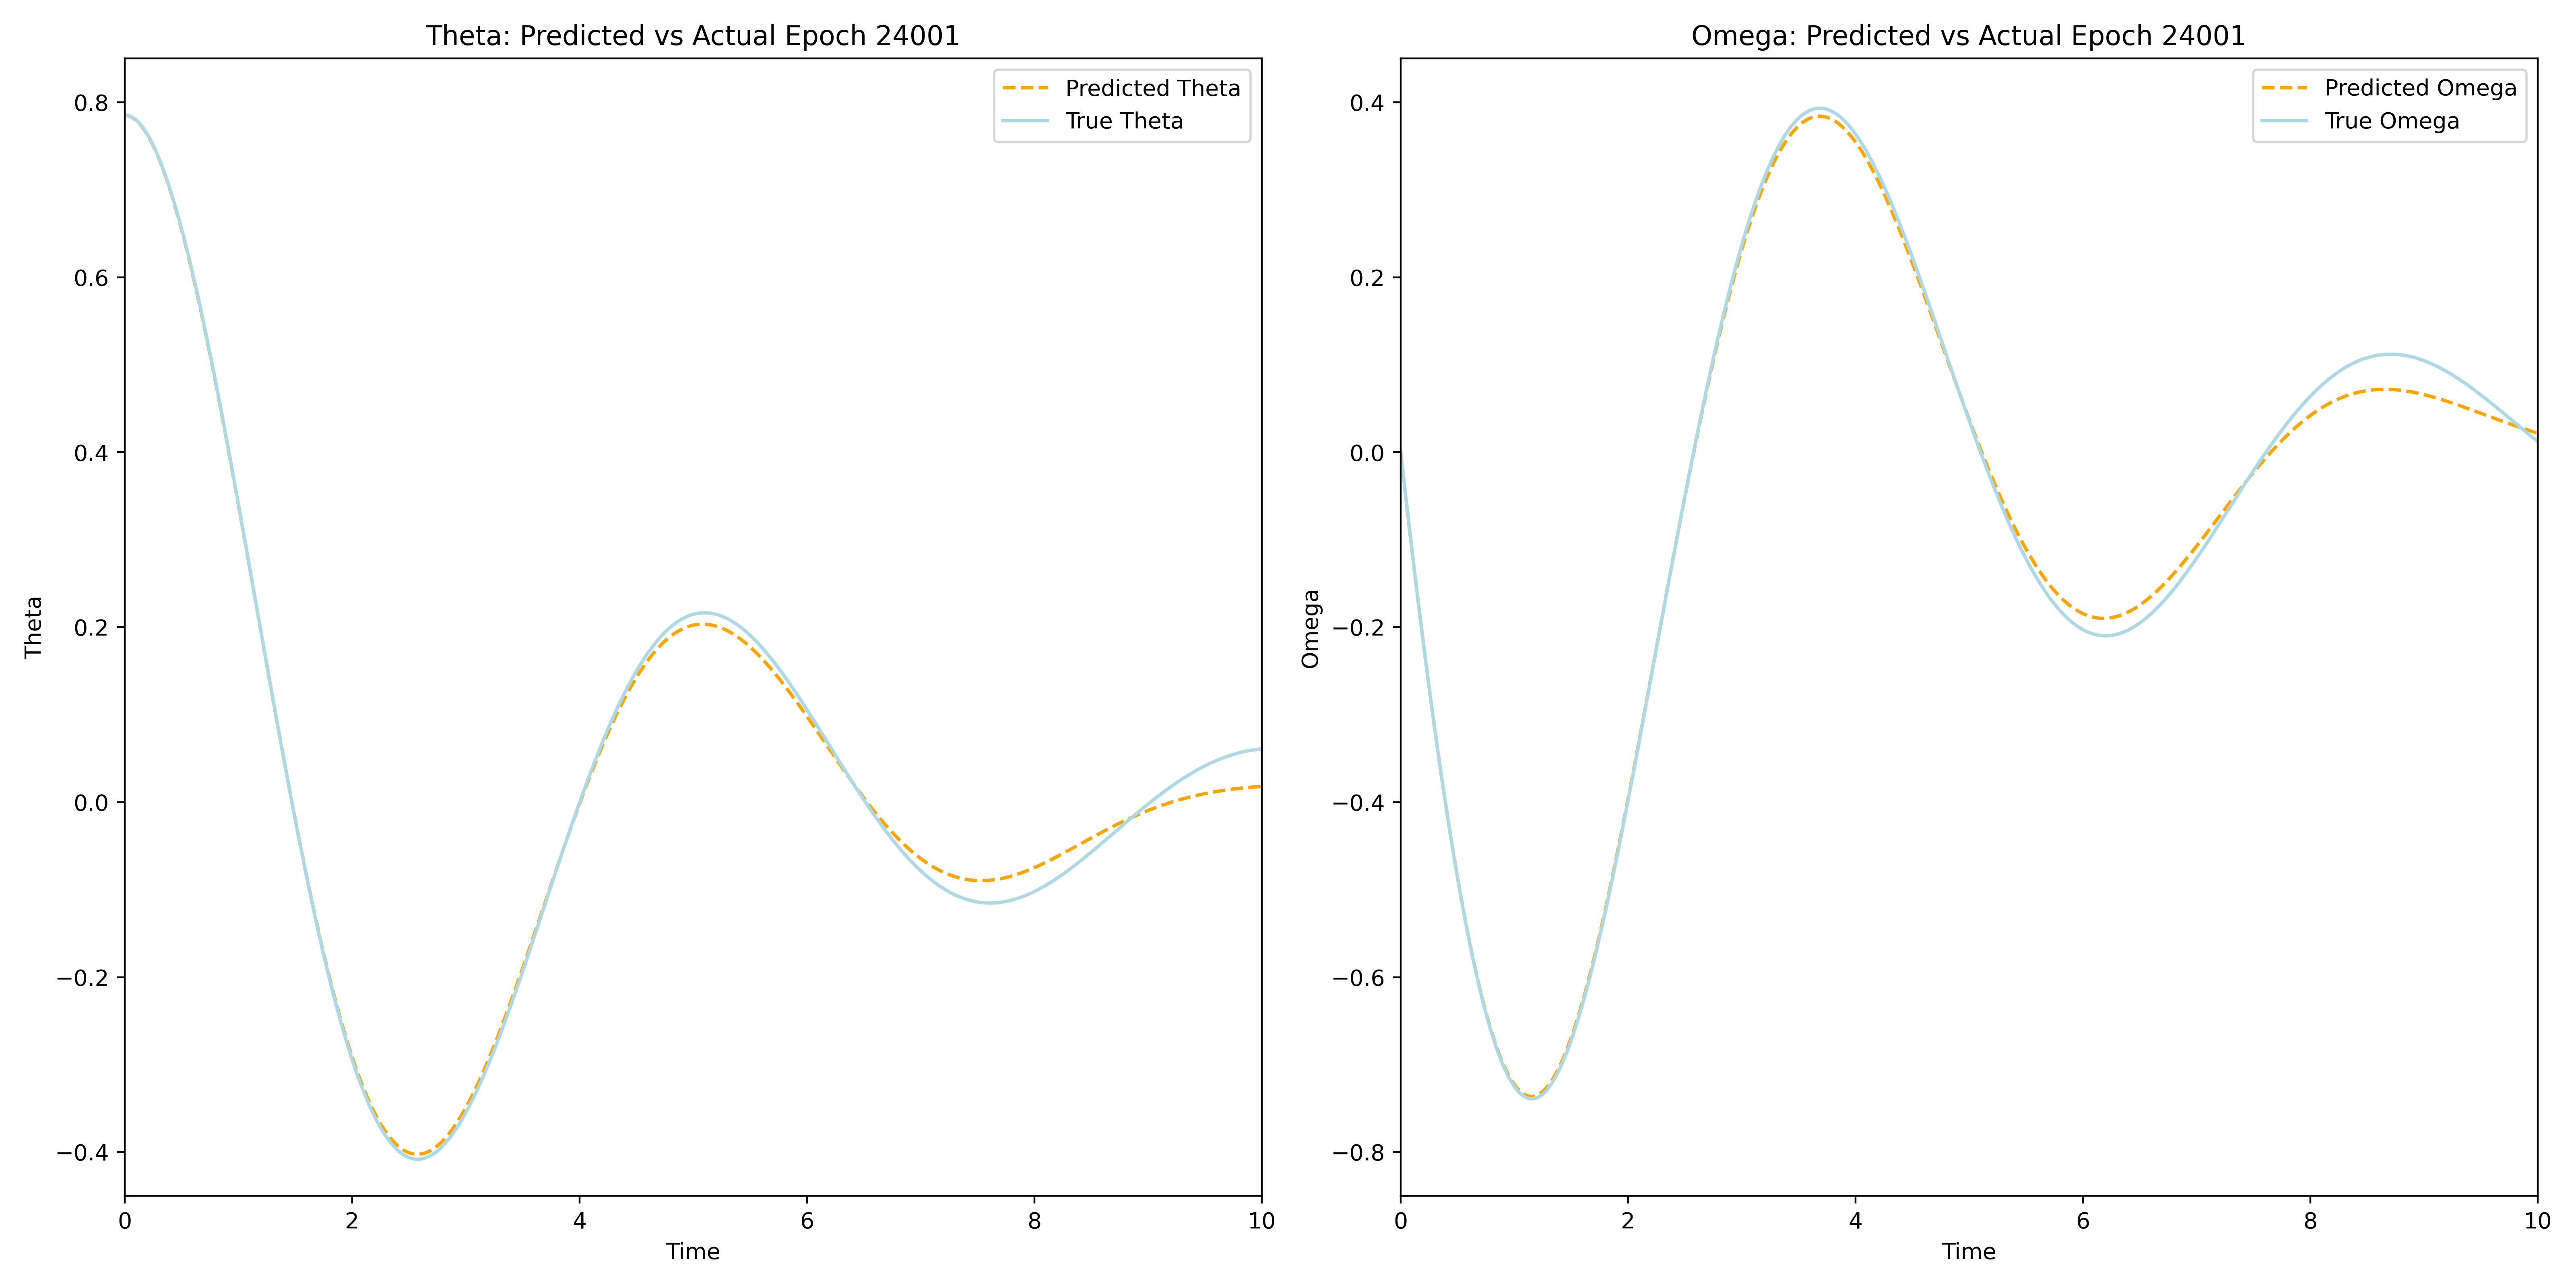 Theta: Predicted vs Actual Epoch 24001
Predicted Theta
True Theta
0.8
0.6
0.4
0.2
0.0
−0.2
−0.4
Theta
0 2 4 6 8 10
Time
Omega: Predicted vs Actual Epoch 24001
Predicted Omega
True Omega
0.4
0.2
0.0
−0.2
−0.4
−0.6
−0.8
Omega
0 2 4 6 8 10
Time